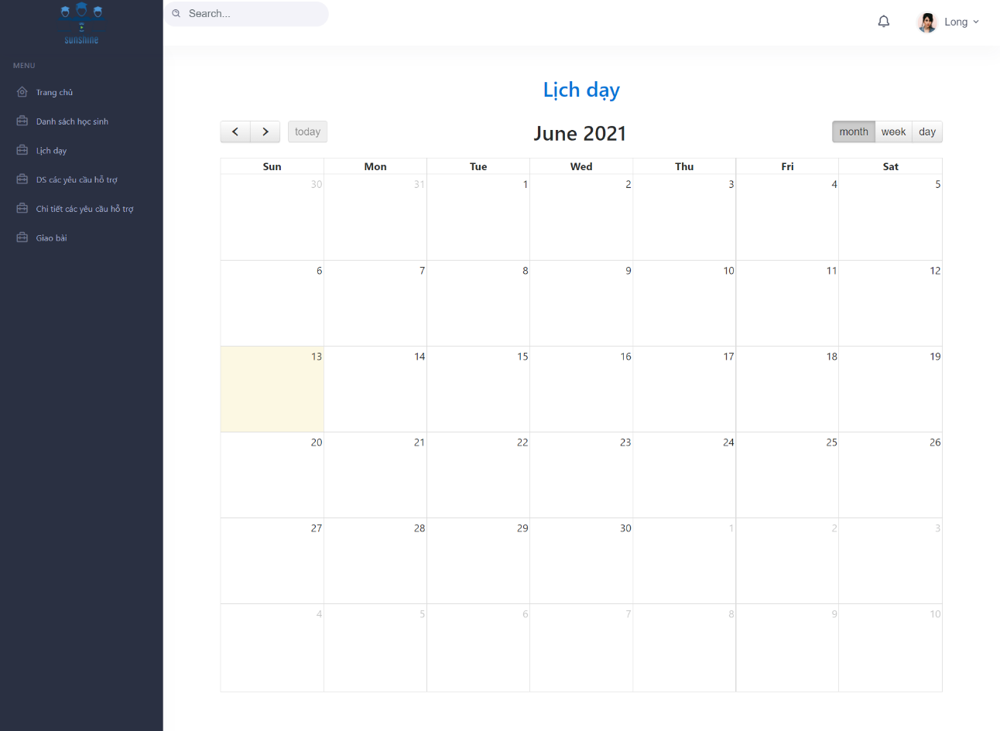 sunshine
Search...
Long
MENU
Trang chủ
Danh sách học sinh
Lịch dạy
DS các yêu cầu hỗ trợ
Chi tiết các yêu cầu hỗ trợ
Giao bài
Lịch dạy
today
June 2021
month week day
Sun Mon Tue Wed Thu Fri Sat
30 31 1 2 3 4 5
6 7 8 9 10 11 12
13 14 15 16 17 18 19
20 21 22 23 24 25 26
27 28 29 30 1 2 3
4 5 6 7 8 9 10